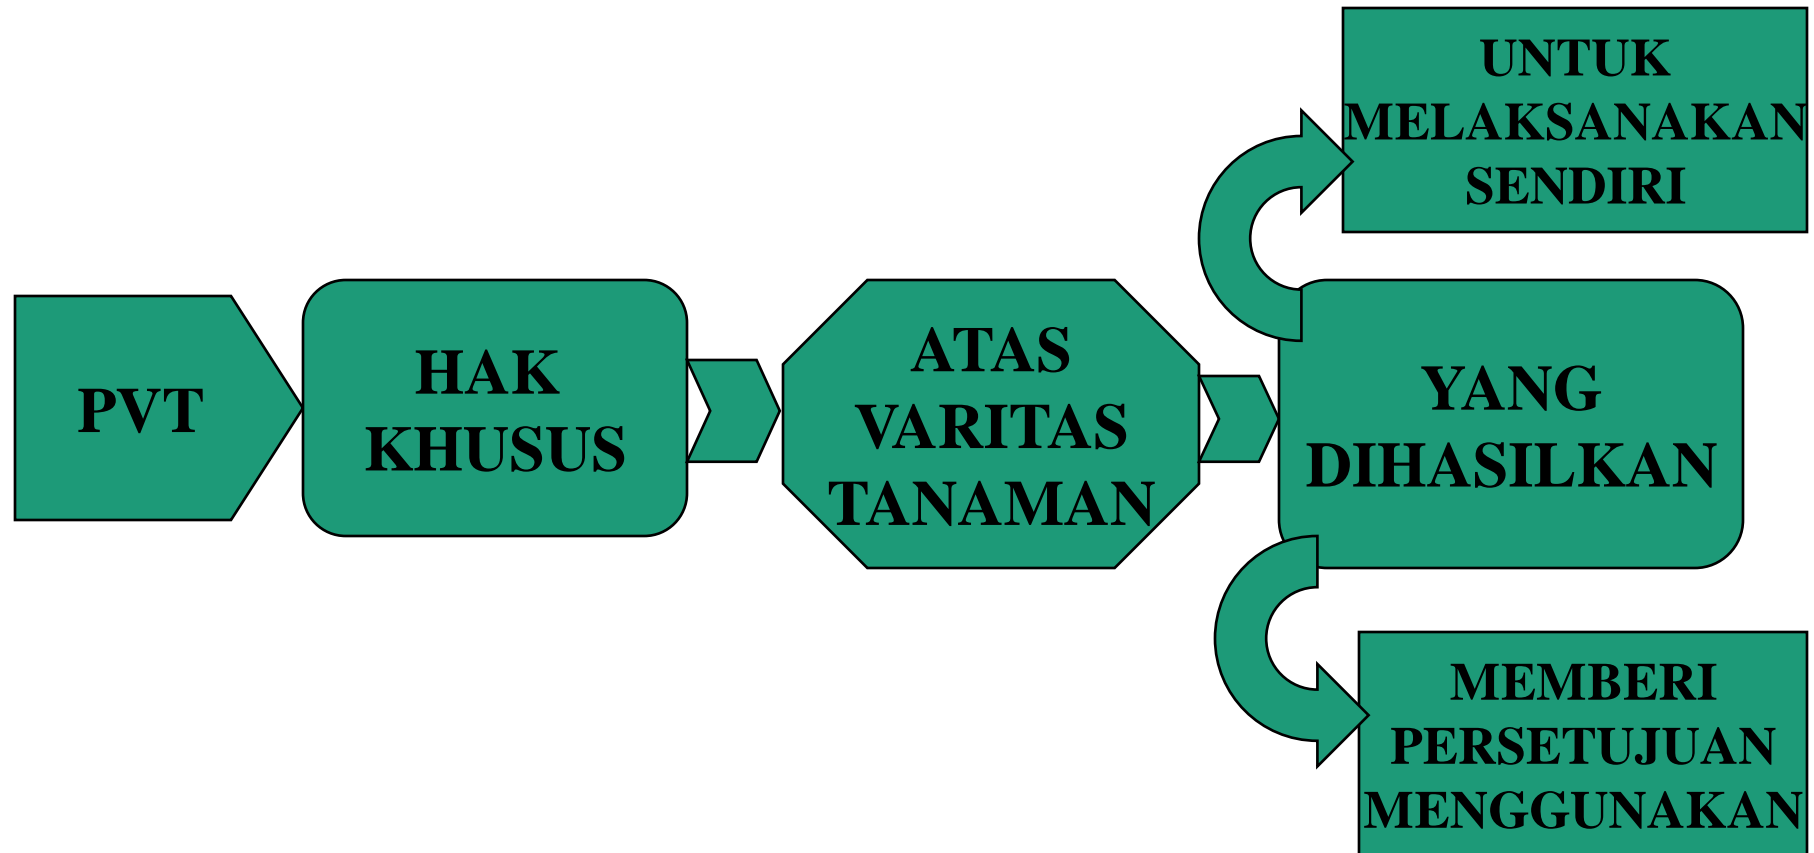 PVT
HAK
KHUSUS
ATAS
VARITAS
TANAMAN
YANG
DIHASILKAN
UNTUK
MELAKSANAKAN
SENDIRI
MEMBERI
PERSETUJUAN
MENGGUNAKAN